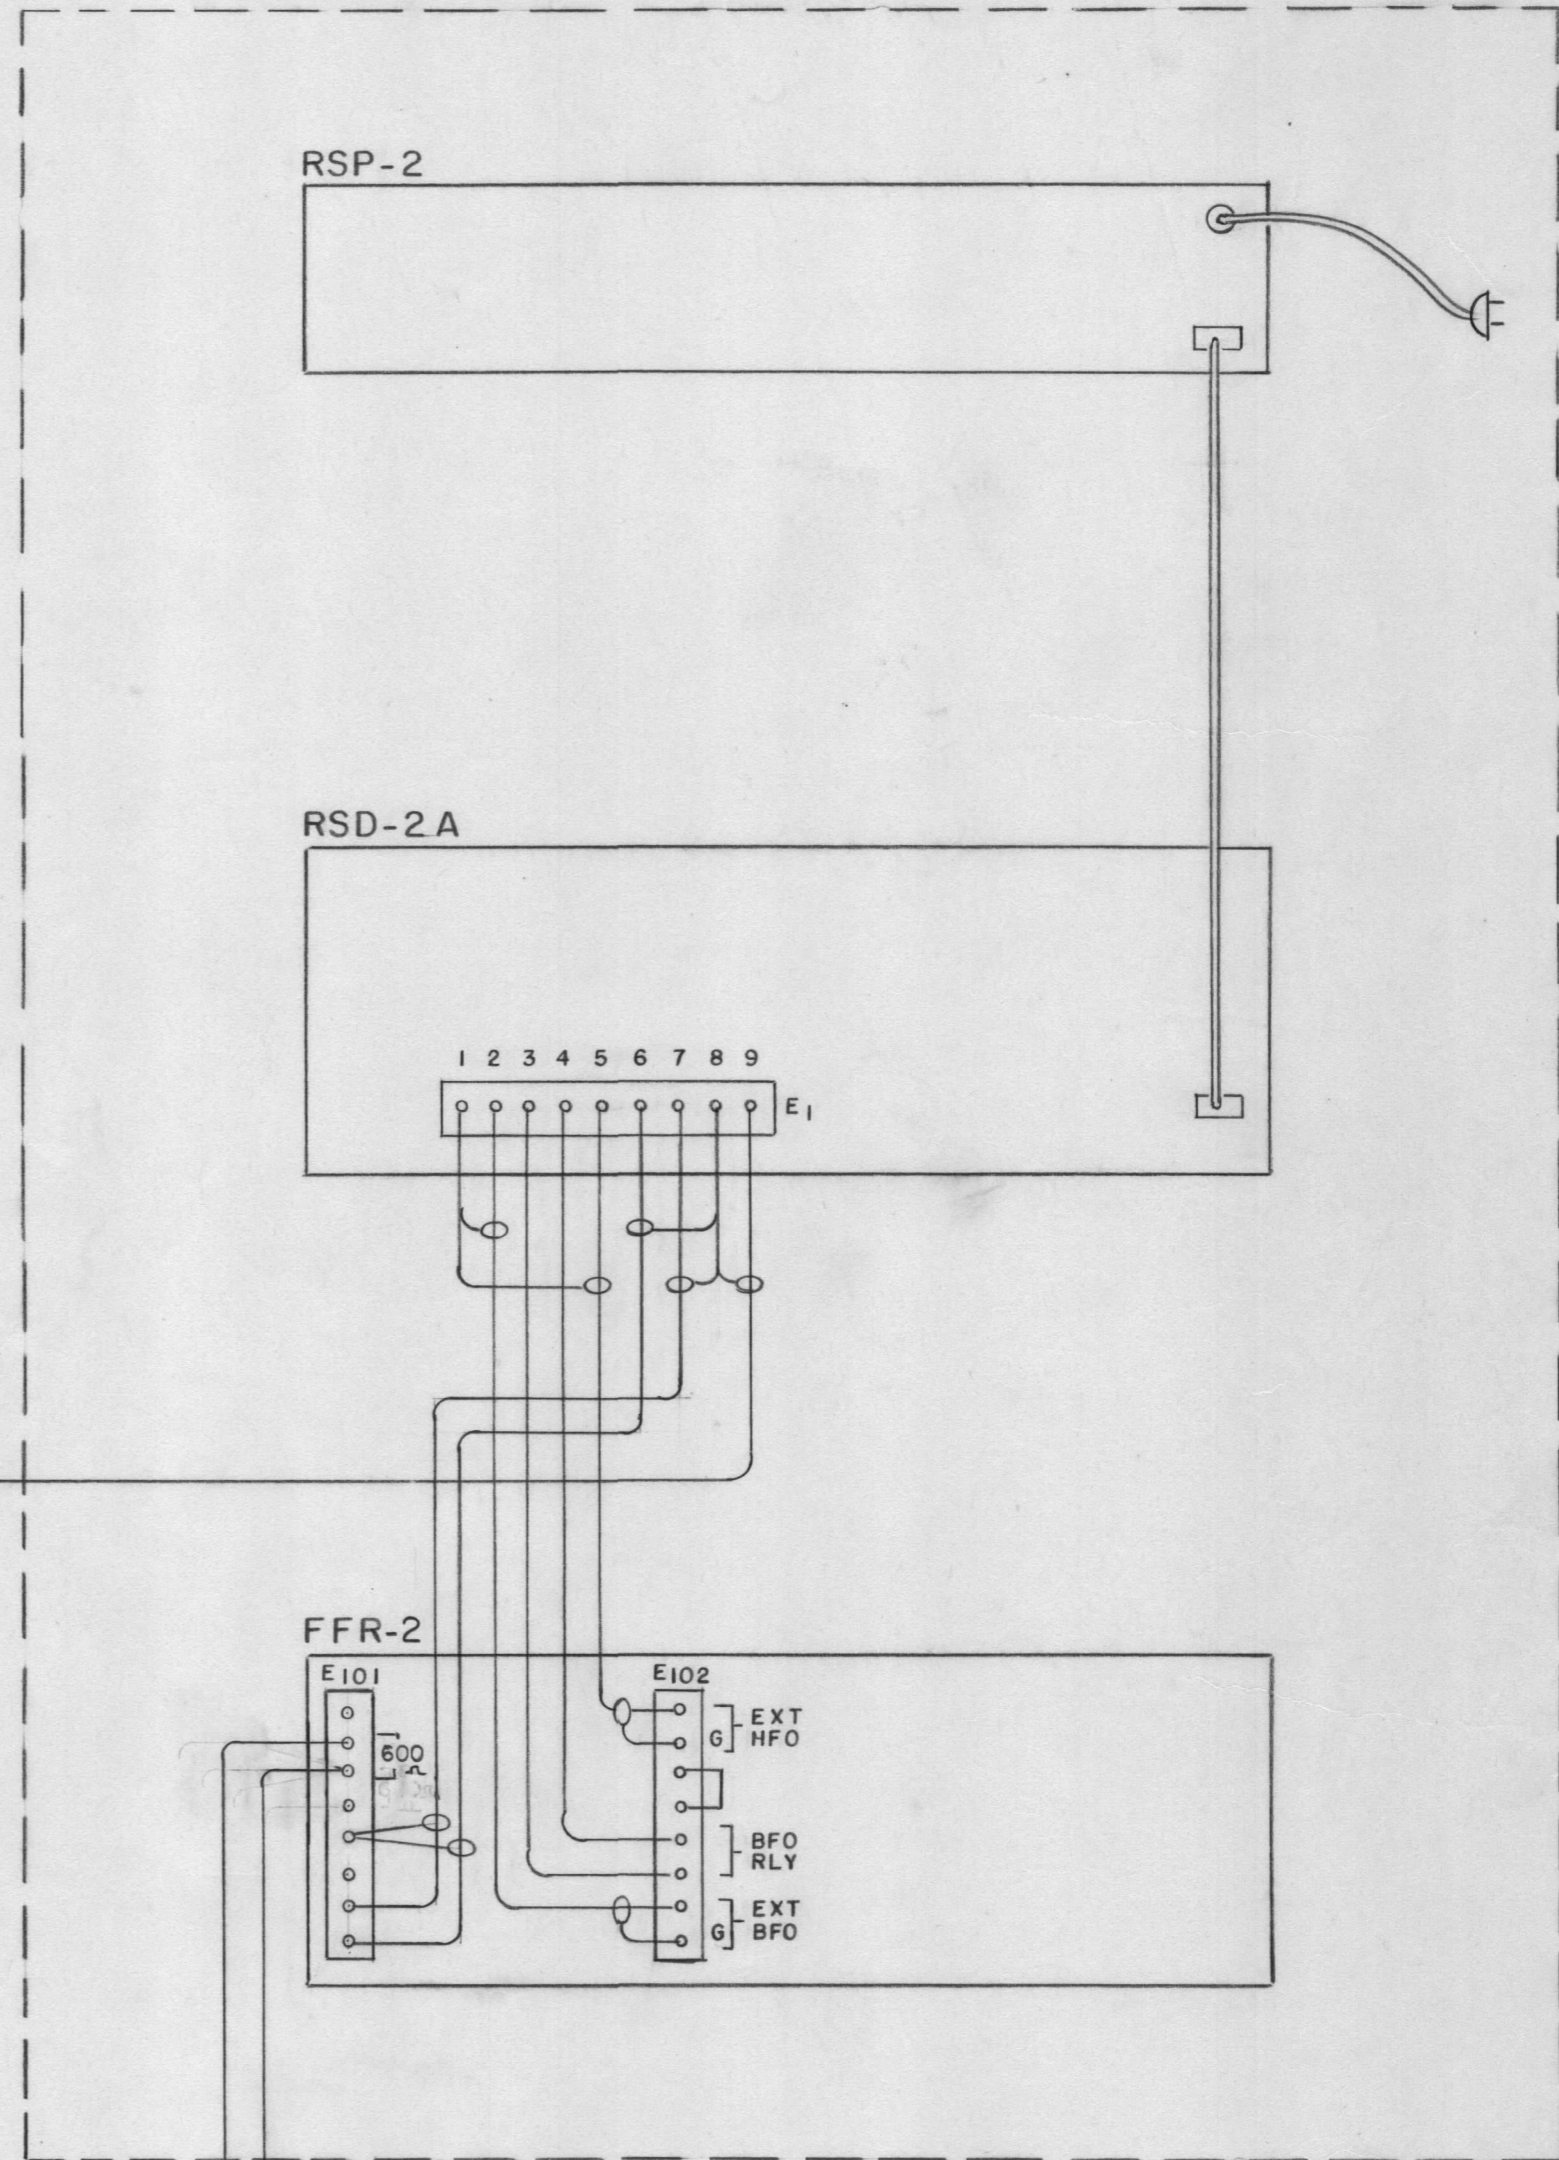 RSP-2
RSD-2A
1 2 3 4 5 6 7 8 9
E1
FFR-2
E101
E102
600
Ω
EXT
G HFO
BFO
RLY
EXT
G BFO